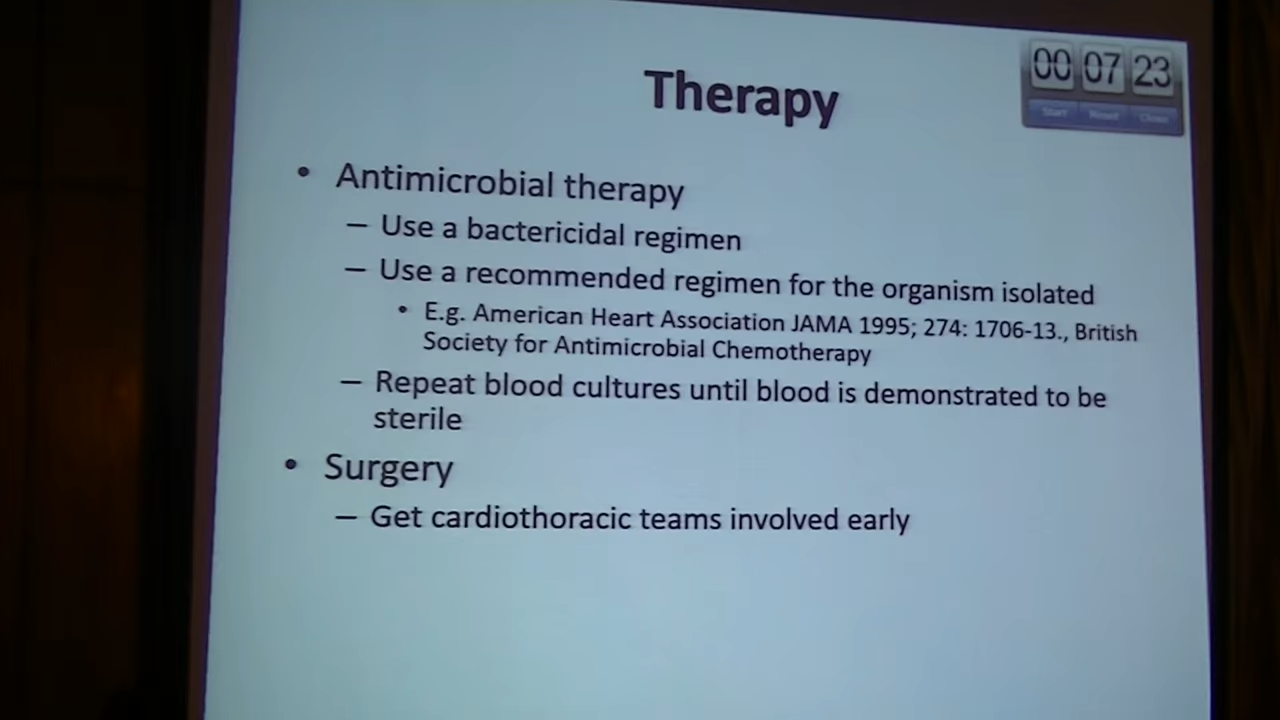 00 07 23
Start Reset Close
Therapy
• Antimicrobial therapy
– Use a bactericidal regimen
– Use a recommended regimen for the organism isolated
• E.g. American Heart Association JAMA 1995; 274: 1706-13., British
Society for Antimicrobial Chemotherapy
– Repeat blood cultures until blood is demonstrated to be
sterile
• Surgery
– Get cardiothoracic teams involved early